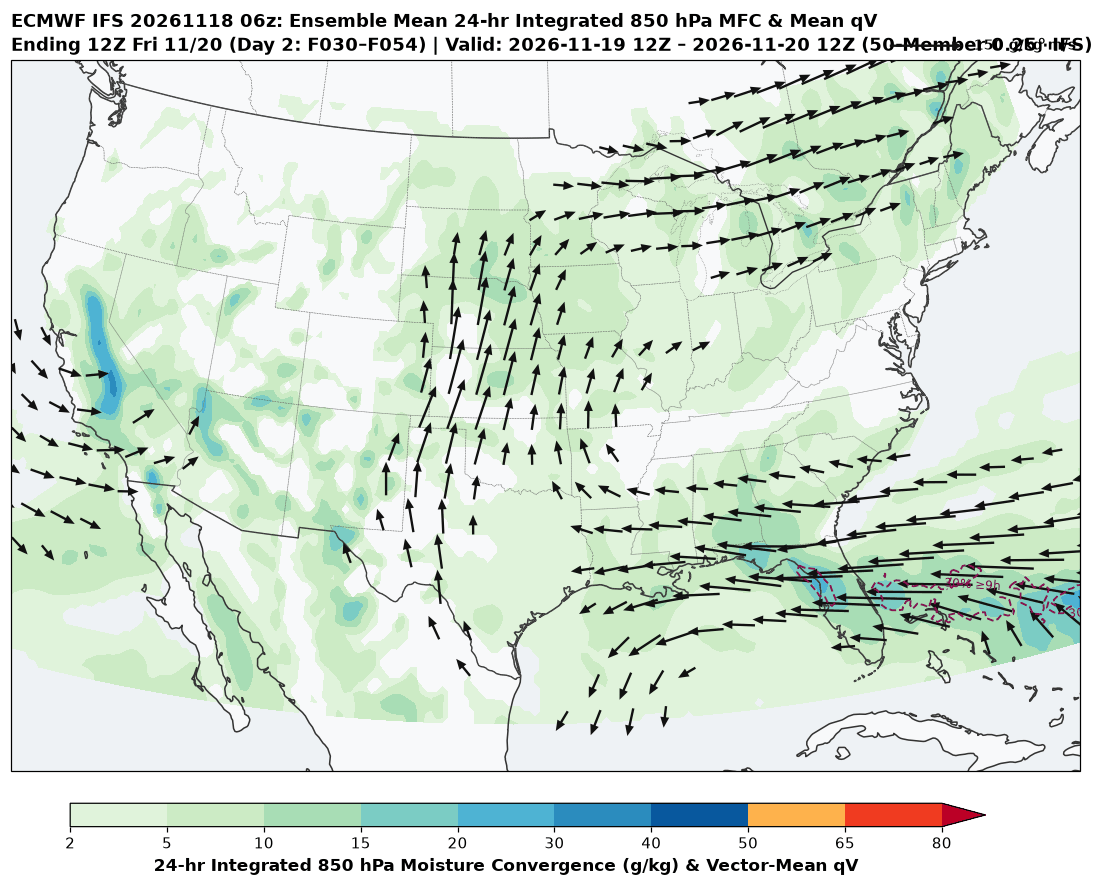 ECMWF IFS 20261118 06z: Ensemble Mean 24-hr Integrated 850 hPa MFC & Mean qV
Ending 12Z Fri 11/20 (Day 2: F030–F054) | Valid: 2026-11-19 12Z – 2026-11-20 12Z (50-Member 0.25° IFS)
70% ≥9h
2 5 10 15 20 30 40 50 65 80
24-hr Integrated 850 hPa Moisture Convergence (g/kg) & Vector-Mean qV